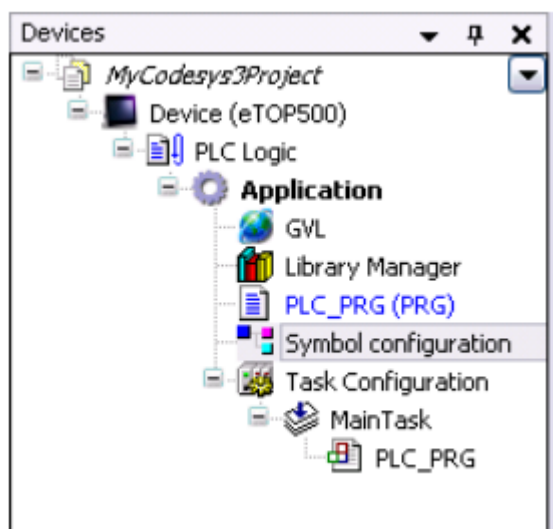 Devices
MyCodesys3Project
Device (eTOP500)
PLC Logic
Application
GVL
Library Manager
PLC_PRG (PRG)
Symbol configuration
Task Configuration
MainTask
PLC_PRG